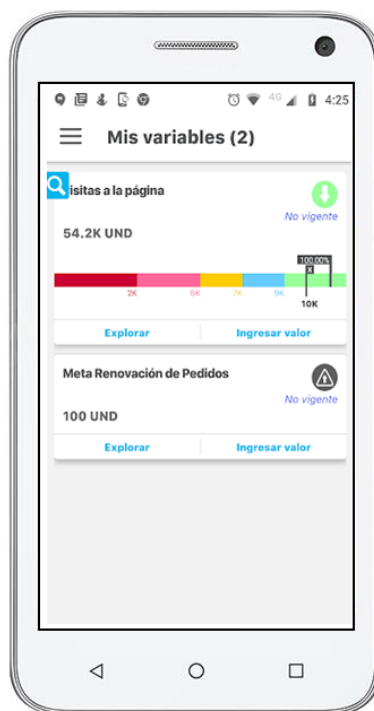 4G 4:25
Mis variables (2)
isitas a la página
No vigente
54.2K UND
100,00%
X
2K 5K 7K 9K
10K
Explorar Ingresar valor
Meta Renovación de Pedidos
No vigente
100 UND
Explorar Ingresar valor